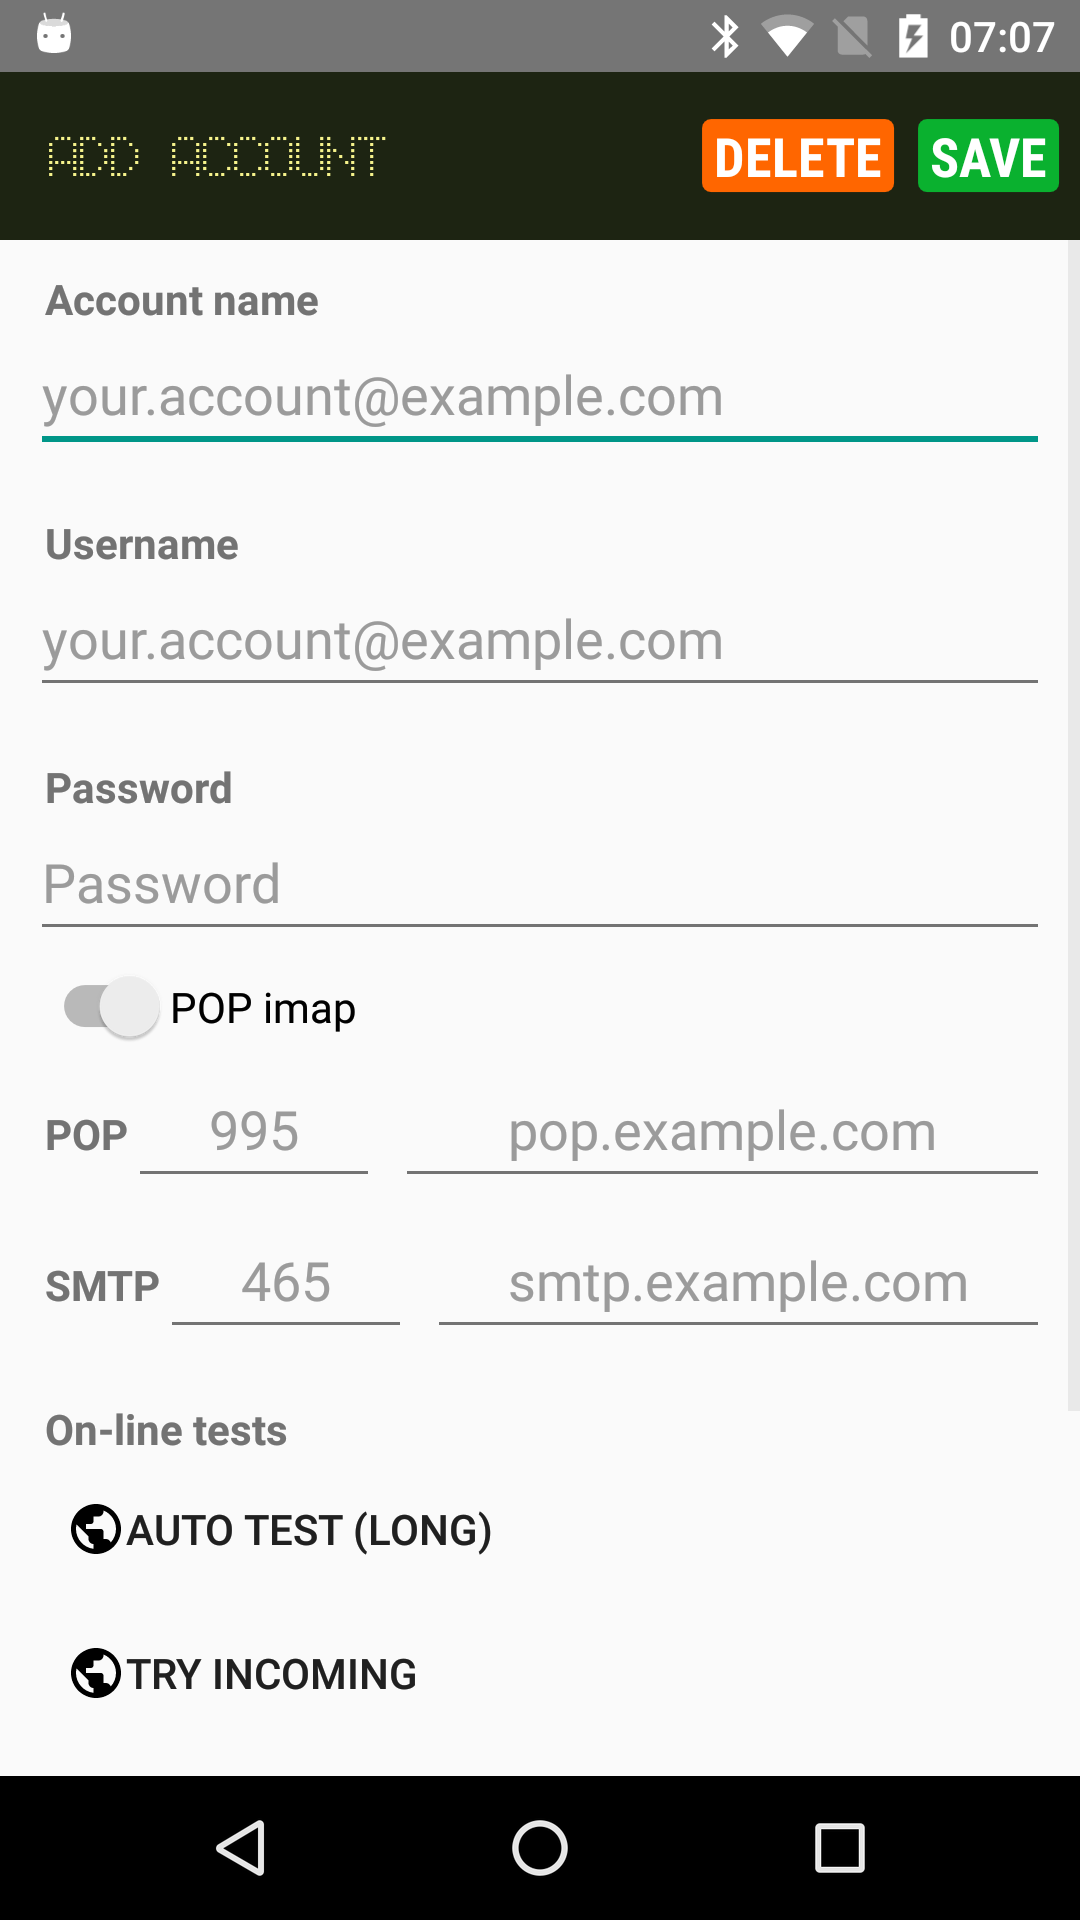 07:07
ADD ACCOUNT
DELETE SAVE
Account name
your.account@example.com
Username
your.account@example.com
Password
Password
POP imap
POP 995 pop.example.com
SMTP 465 smtp.example.com
On-line tests
AUTO TEST (LONG)
TRY INCOMING